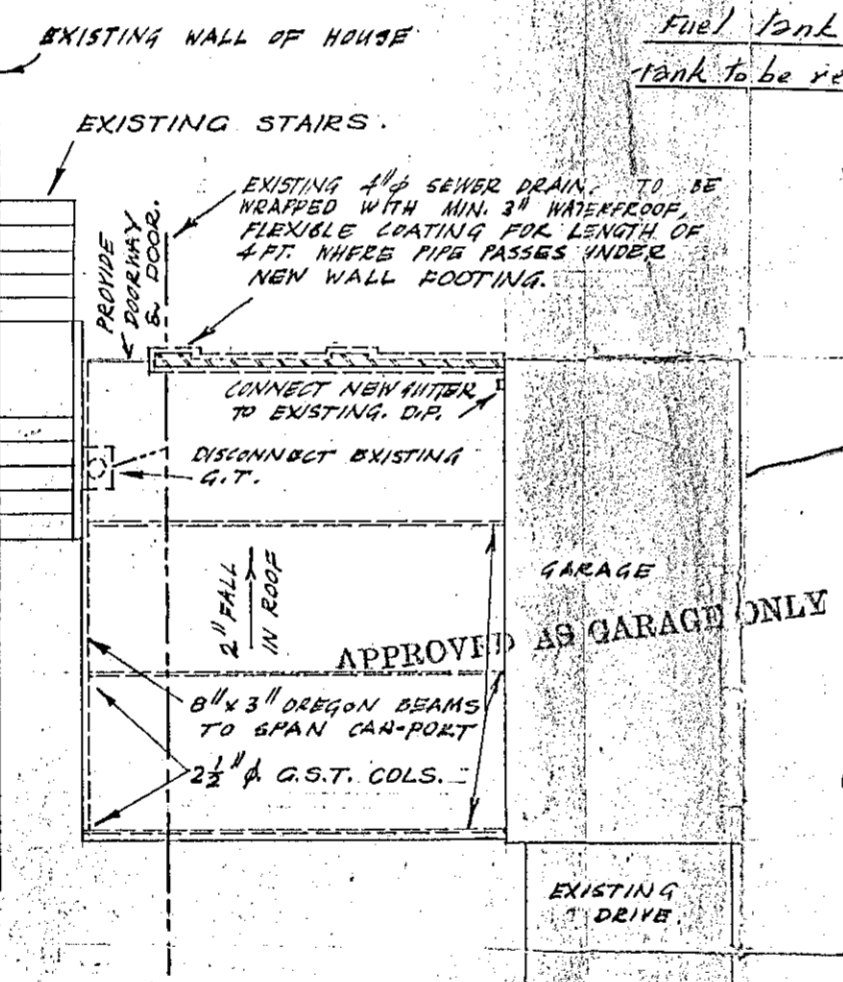 EXISTING WALL OF HOUSE
Fuel Tank
Tank to be re
EXISTING STAIRS.
PROVIDE
DOORWAY
& DOOR.
EXISTING 4"φ SEWER DRAIN. TO BE
WRAPPED WITH MIN. 3" WATERPROOF,
FLEXIBLE COATING FOR LENGTH OF
4 FT. WHERE PIPE PASSES UNDER
NEW WALL FOOTING.
CONNECT NEW GUTTER
TO EXISTING. D.P.
DISCONNECT EXISTING
G.T.
2" FALL
IN ROOF
GARAGE
APPROVED AS GARAGE ONLY
8" x 3" OREGON BEAMS
TO SPAN CAR-PORT
2½"φ G.S.T. COLS.
EXISTING
DRIVE.